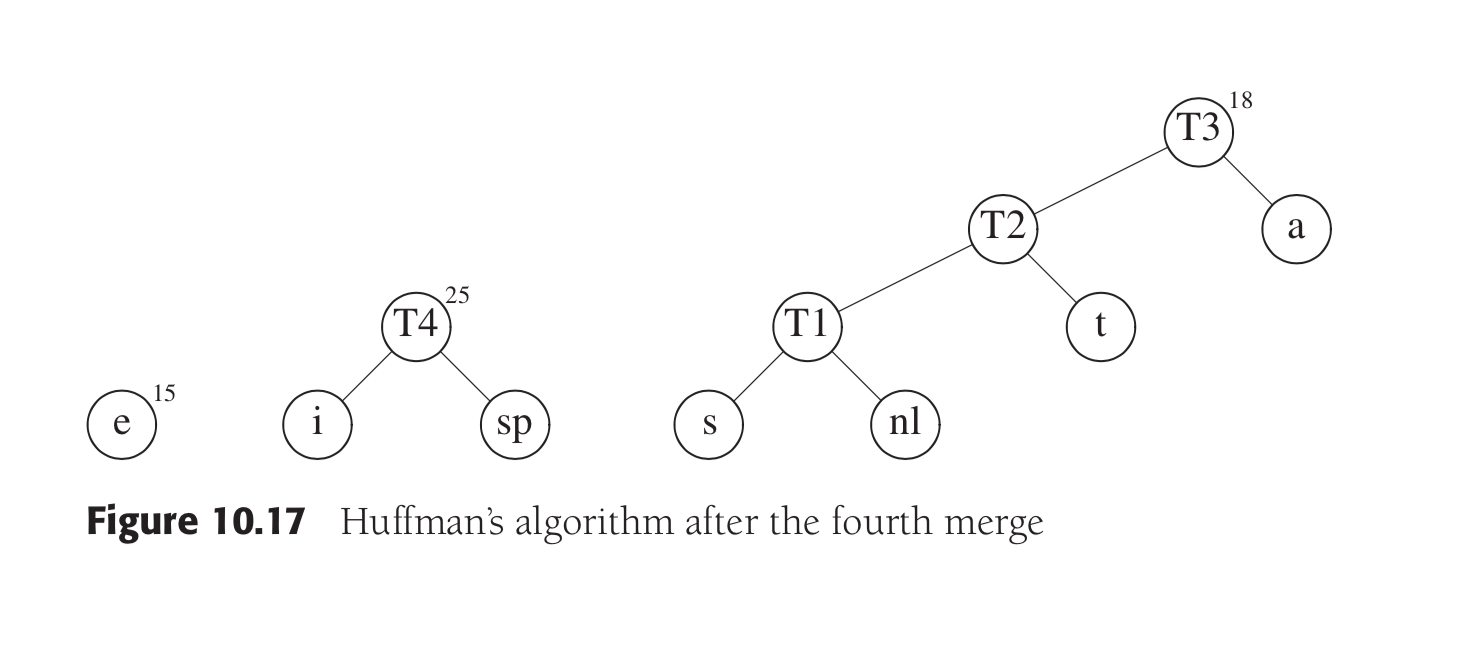 18
T3
T2
a
25
T4
T1
t
15
e
i
sp
s
nl
Figure 10.17 Huffman's algorithm after the fourth merge